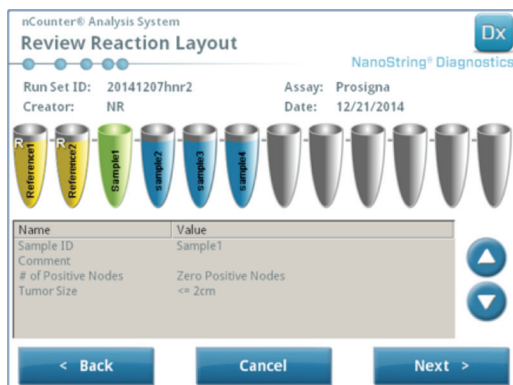 nCounter® Analysis System
Dx
Review Reaction Layout
NanoString® Diagnostics
Run Set ID: 20141207hnr2 Assay: Prosigna
Creator: NR Date: 12/21/2014
R R
Reference1 Reference2 Sample1 sample2 sample3 sample4
Name Value
Sample ID Sample1
Comment
# of Positive Nodes Zero Positive Nodes
Tumor Size <= 2cm
< Back Cancel Next >